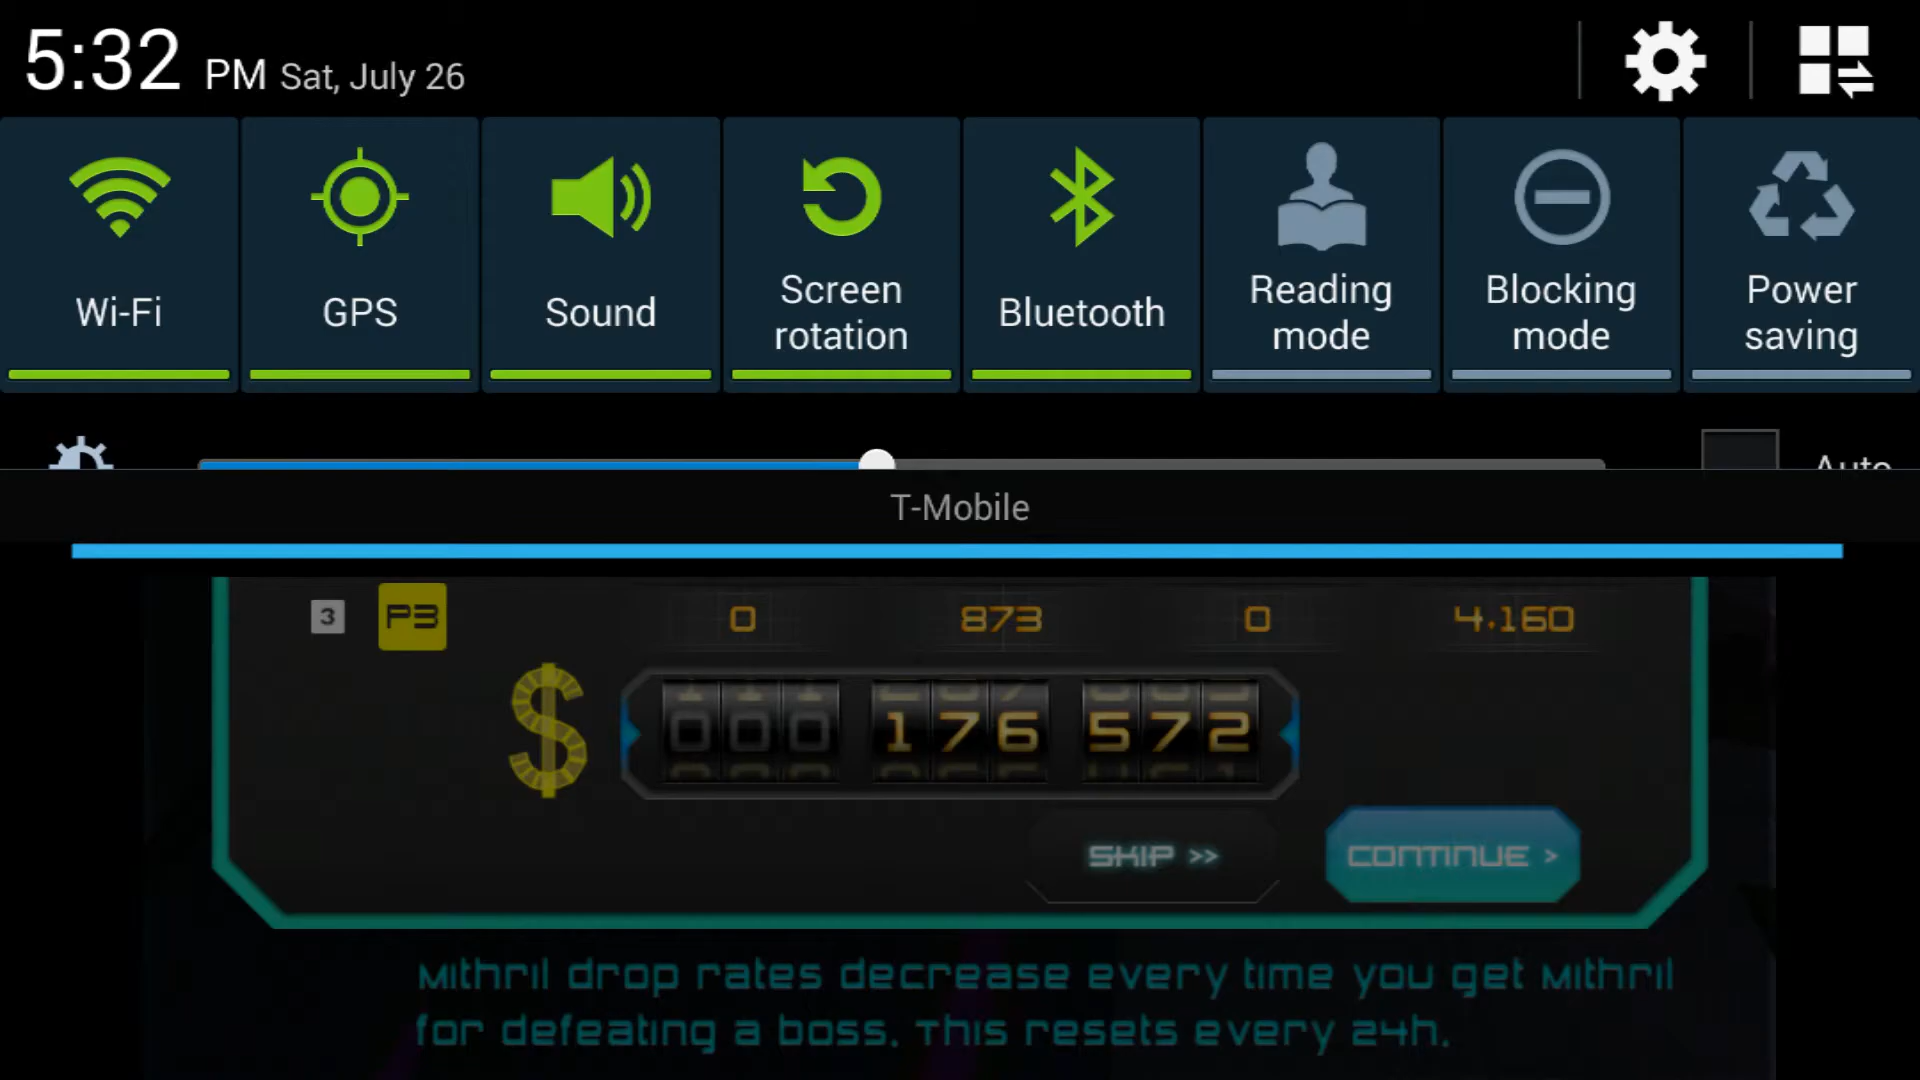 5:32 PM Sat, July 26
Wi-Fi
GPS
Sound
Screen
rotation
Bluetooth
Reading
mode
Blocking
mode
Power
saving
Auto
T-Mobile
3 P3 0 873 0 4.160
$ 000 176 572
SKIP >> CONTINUE >
Mithril drop rates decrease every time you get Mithril
for defeating a boss. This resets every 24h.